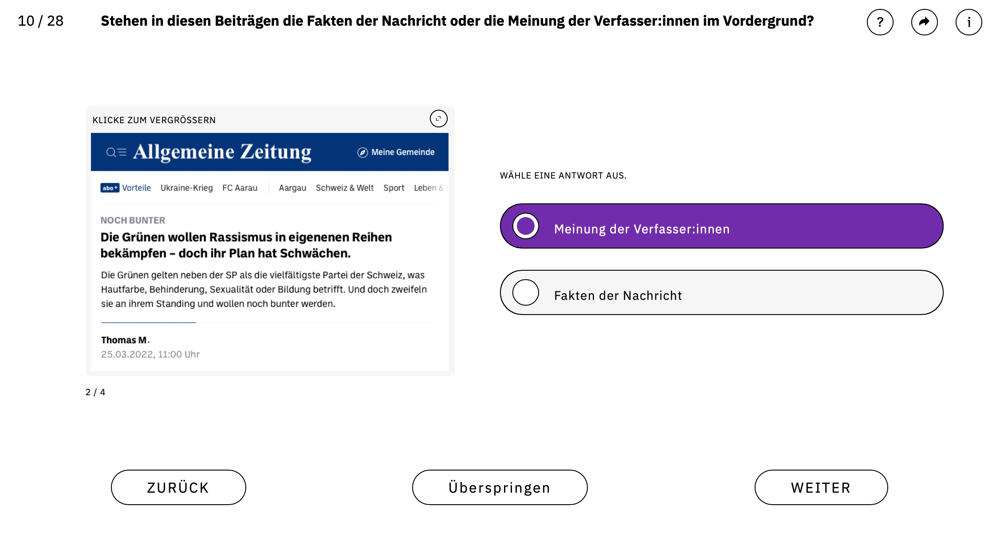 10 / 28
Stehen in diesen Beiträgen die Fakten der Nachricht oder die Meinung der Verfasser:innen im Vordergrund?
?
i
KLICKE ZUM VERGRÖSSERN
Allgemeine Zeitung
Meine Gemeinde
abo+ Vorteile Ukraine-Krieg FC Aarau Aargau Schweiz & Welt Sport Leben &
NOCH BUNTER
Die Grünen wollen Rassismus in eigenenen Reihen
bekämpfen – doch ihr Plan hat Schwächen.
Die Grünen gelten neben der SP als die vielfältigste Partei der Schweiz, was
Hautfarbe, Behinderung, Sexualität oder Bildung betrifft. Und doch zweifeln
sie an ihrem Standing und wollen noch bunter werden.
Thomas M.
25.03.2022, 11:00 Uhr
2 / 4
WÄHLE EINE ANTWORT AUS.
Meinung der Verfasser:innen
Fakten der Nachricht
ZURÜCK
Überspringen
WEITER